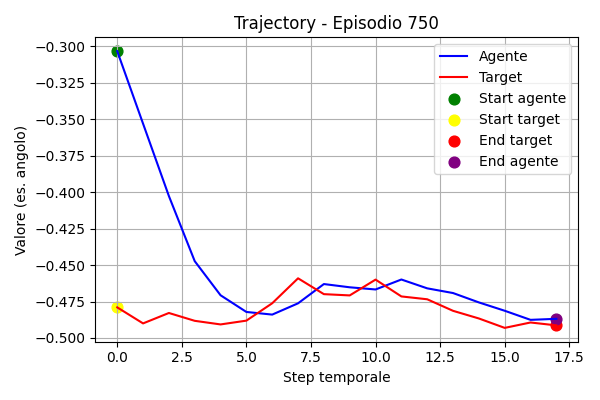 Trajectory - Episodio 750
Valore (es. angolo)
−0.300
−0.325
−0.350
−0.375
−0.400
−0.425
−0.450
−0.475
−0.500
Agente
Target
Start agente
Start target
End target
End agente
0.0 2.5 5.0 7.5 10.0 12.5 15.0 17.5
Step temporale